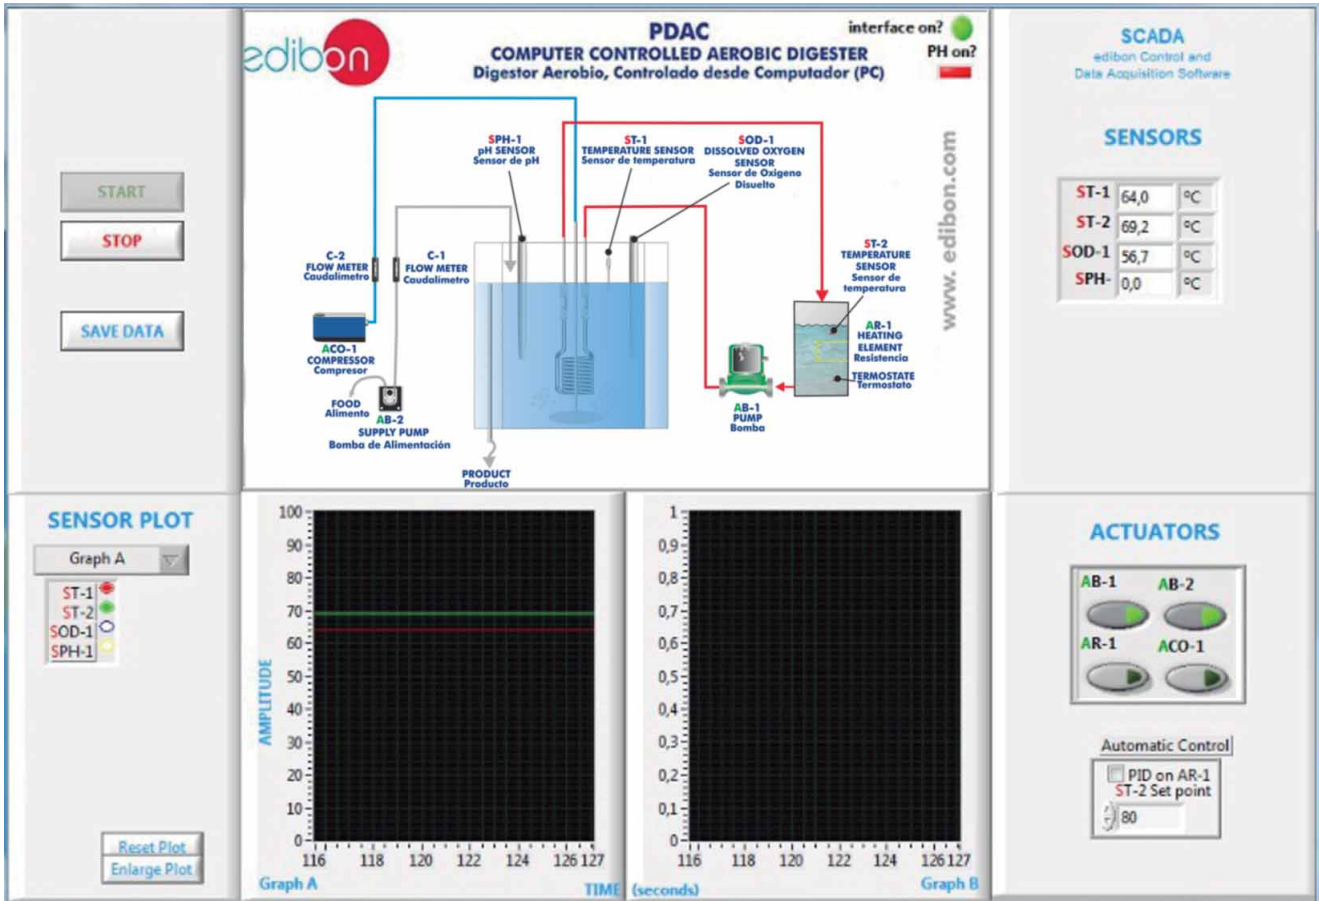 START
STOP
SAVE DATA
edibon
PDAC
COMPUTER CONTROLLED AEROBIC DIGESTER
Digestor Aerobio, Controlado desde Computador (PC)
interface on?
PH on?
SPH-1
pH SENSOR
Sensor de pH
ST-1
TEMPERATURE SENSOR
Sensor de temperatura
SOD-1
DISSOLVED OXYGEN
SENSOR
Sensor de Oxigeno
Disuelto
C-2
FLOW METER
Caudalímetro
C-1
FLOW METER
Caudalímetro
ST-2
TEMPERATURE
SENSOR
Sensor de
temperatura
AR-1
HEATING
ELEMENT
Resistencia
TERMOSTATE
Termostato
ACO-1
COMPRESSOR
Compresor
FOOD
Alimento
AB-2
SUPPLY PUMP
Bomba de Alimentación
AB-1
PUMP
Bomba
PRODUCT
Producto
www. edibon.com
SCADA
edibon Control and
Data Acquisition Software
SENSORS
ST-1 64,0 ºC
ST-2 69,2 ºC
SOD-1 56,7 ºC
SPH- 0,0 ºC
SENSOR PLOT
Graph A
ST-1
ST-2
SOD-1
SPH-1
Reset Plot
Enlarge Plot
AMPLITUDE
100
90
80
70
60
50
40
30
20
10
0
116 118 120 122 124 126 127
Graph A
TIME (seconds)
1
0,9
0,8
0,7
0,6
0,5
0,4
0,3
0,2
0,1
0
116 118 120 122 124 126 127
Graph B
ACTUATORS
AB-1 AB-2
AR-1 ACO-1
Automatic Control
PID on AR-1
ST-2 Set point
80